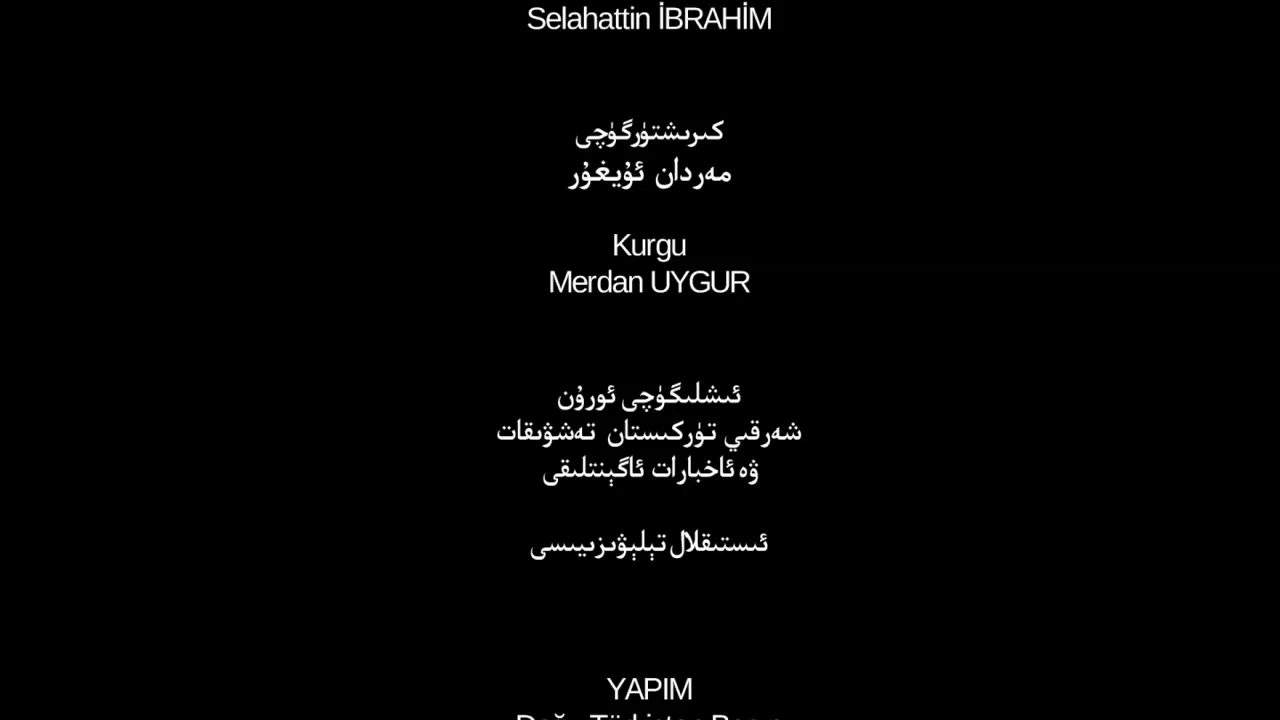 Selahattin İBRAHİM
كىرىشتۈرگۈچى
مەردان ئۇيغۇر
Kurgu
Merdan UYGUR
ئىشلىگۈچى ئورۇن
شەرقىي تۈركىستان تەشۋىقات
ۋە ئاخبارات ئاگېنتلىقى
ئىستىقلال تېلېۋىزىيىسى
YAPIM